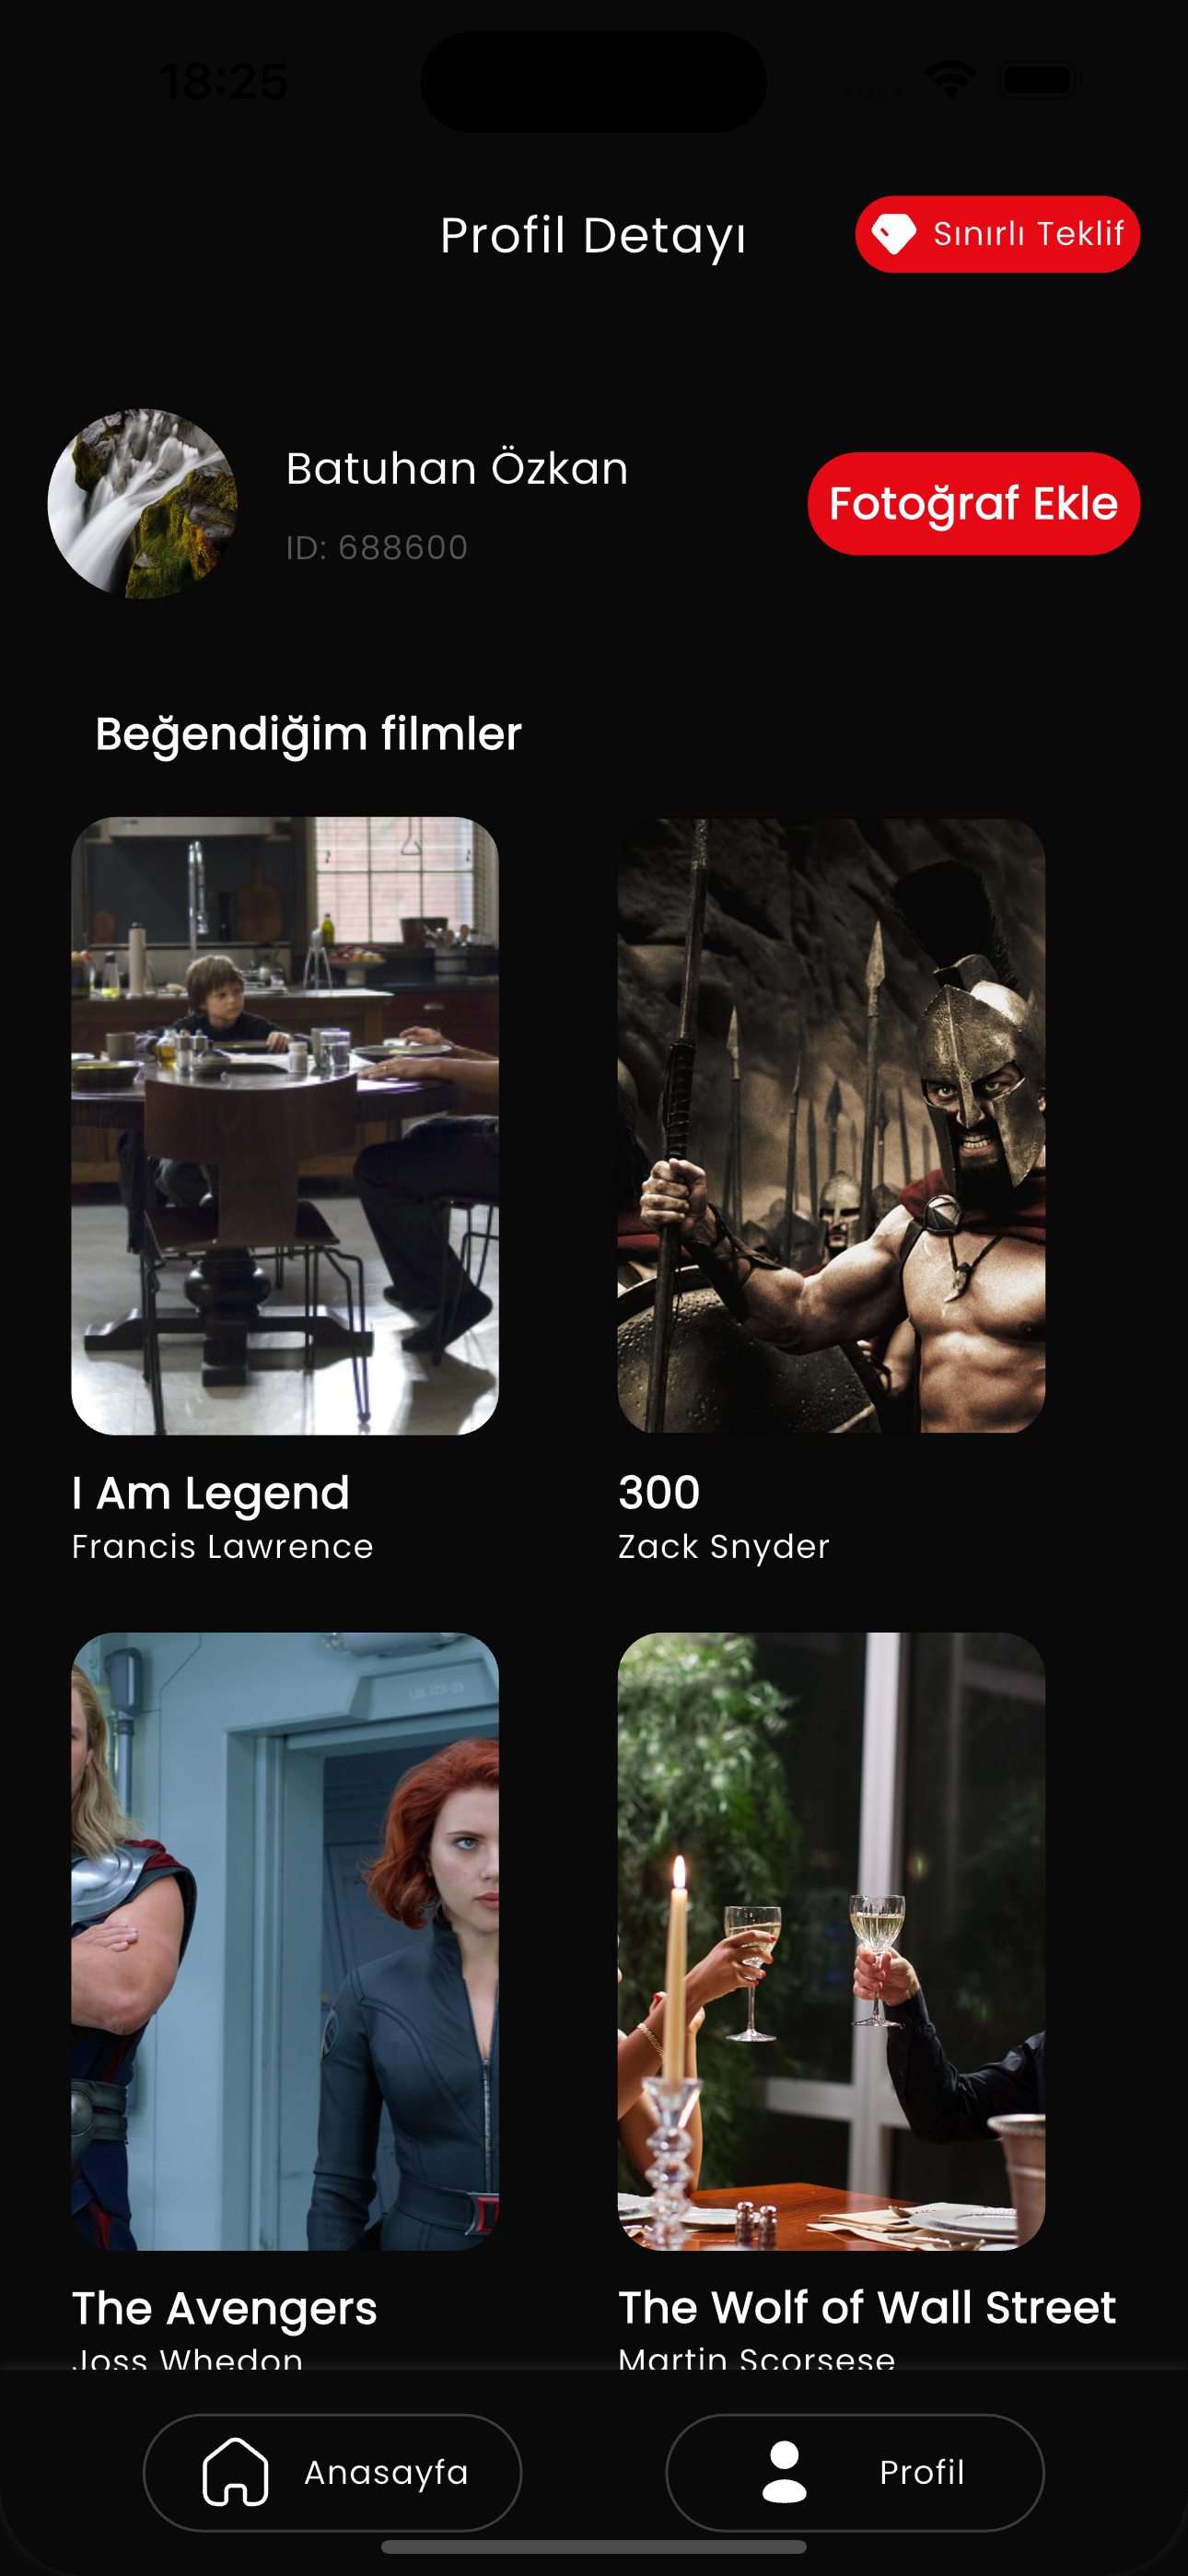 18:25
Profil Detayı
Sınırlı Teklif
Batuhan Özkan
ID: 688600
Fotoğraf Ekle
Beğendiğim filmler
I Am Legend
Francis Lawrence
300
Zack Snyder
The Avengers
Joss Whedon
The Wolf of Wall Street
Martin Scorsese
Anasayfa
Profil